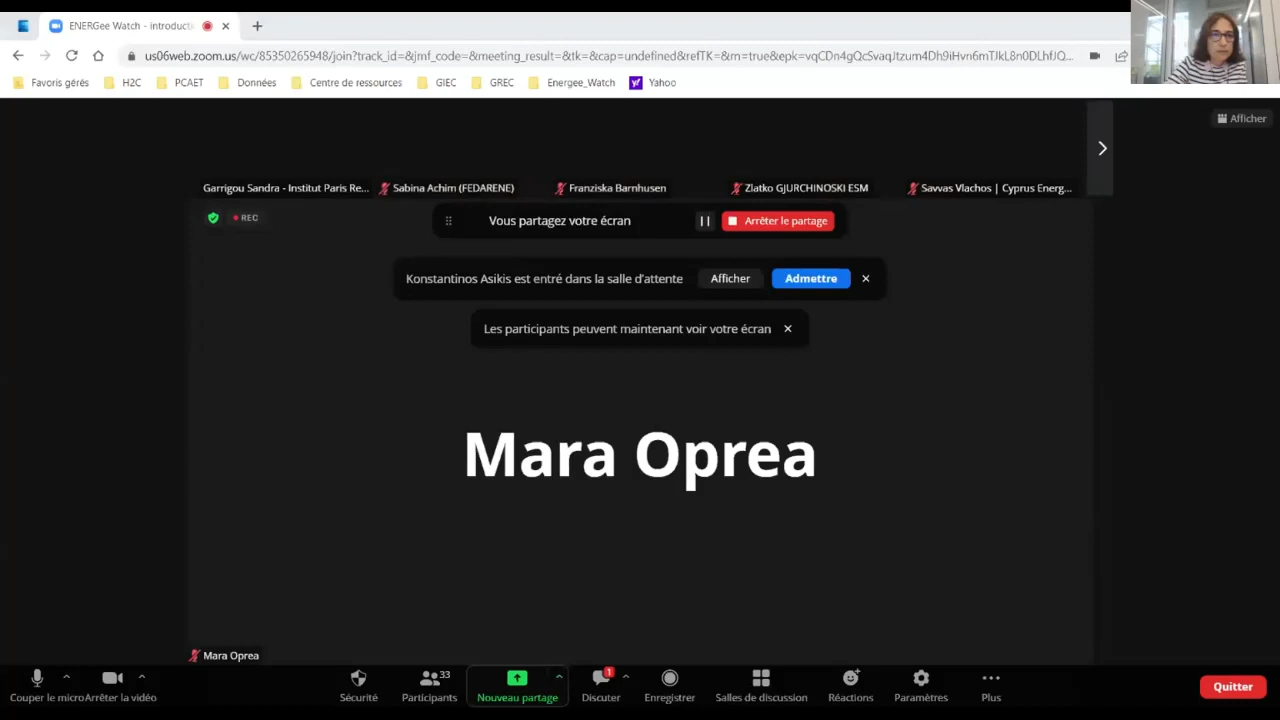 ENERGee Watch - introducti
us06web.zoom.us/wc/85350265948/join?track_id=&jmf_code=&meeting_result=&tk=&cap=undefined&refTK=&rn=true&epk=vqCDn4gQcSvaqJtzum4Dh9iHvn6mTJkL8n0DLhfJQ...
Favoris gérés H2C PCAET Données Centre de ressources GIEC GREC Energee_Watch Yahoo
Afficher
Garrigou Sandra - Institut Paris Re... Sabina Achim (FEDARENE) Franziska Barnhusen Zlatko GJURCHINOSKI ESM Savvas Vlachos | Cyprus Energ...
REC
Vous partagez votre écran Arrêter le partage
Konstantinos Asikis est entré dans la salle d'attente Afficher Admettre
Les participants peuvent maintenant voir votre écran
Mara Oprea
Mara Oprea
33 1
Couper le micro Arrêter la vidéo Sécurité Participants Nouveau partage Discuter Enregistrer Salles de discussion Réactions Paramètres Plus Quitter